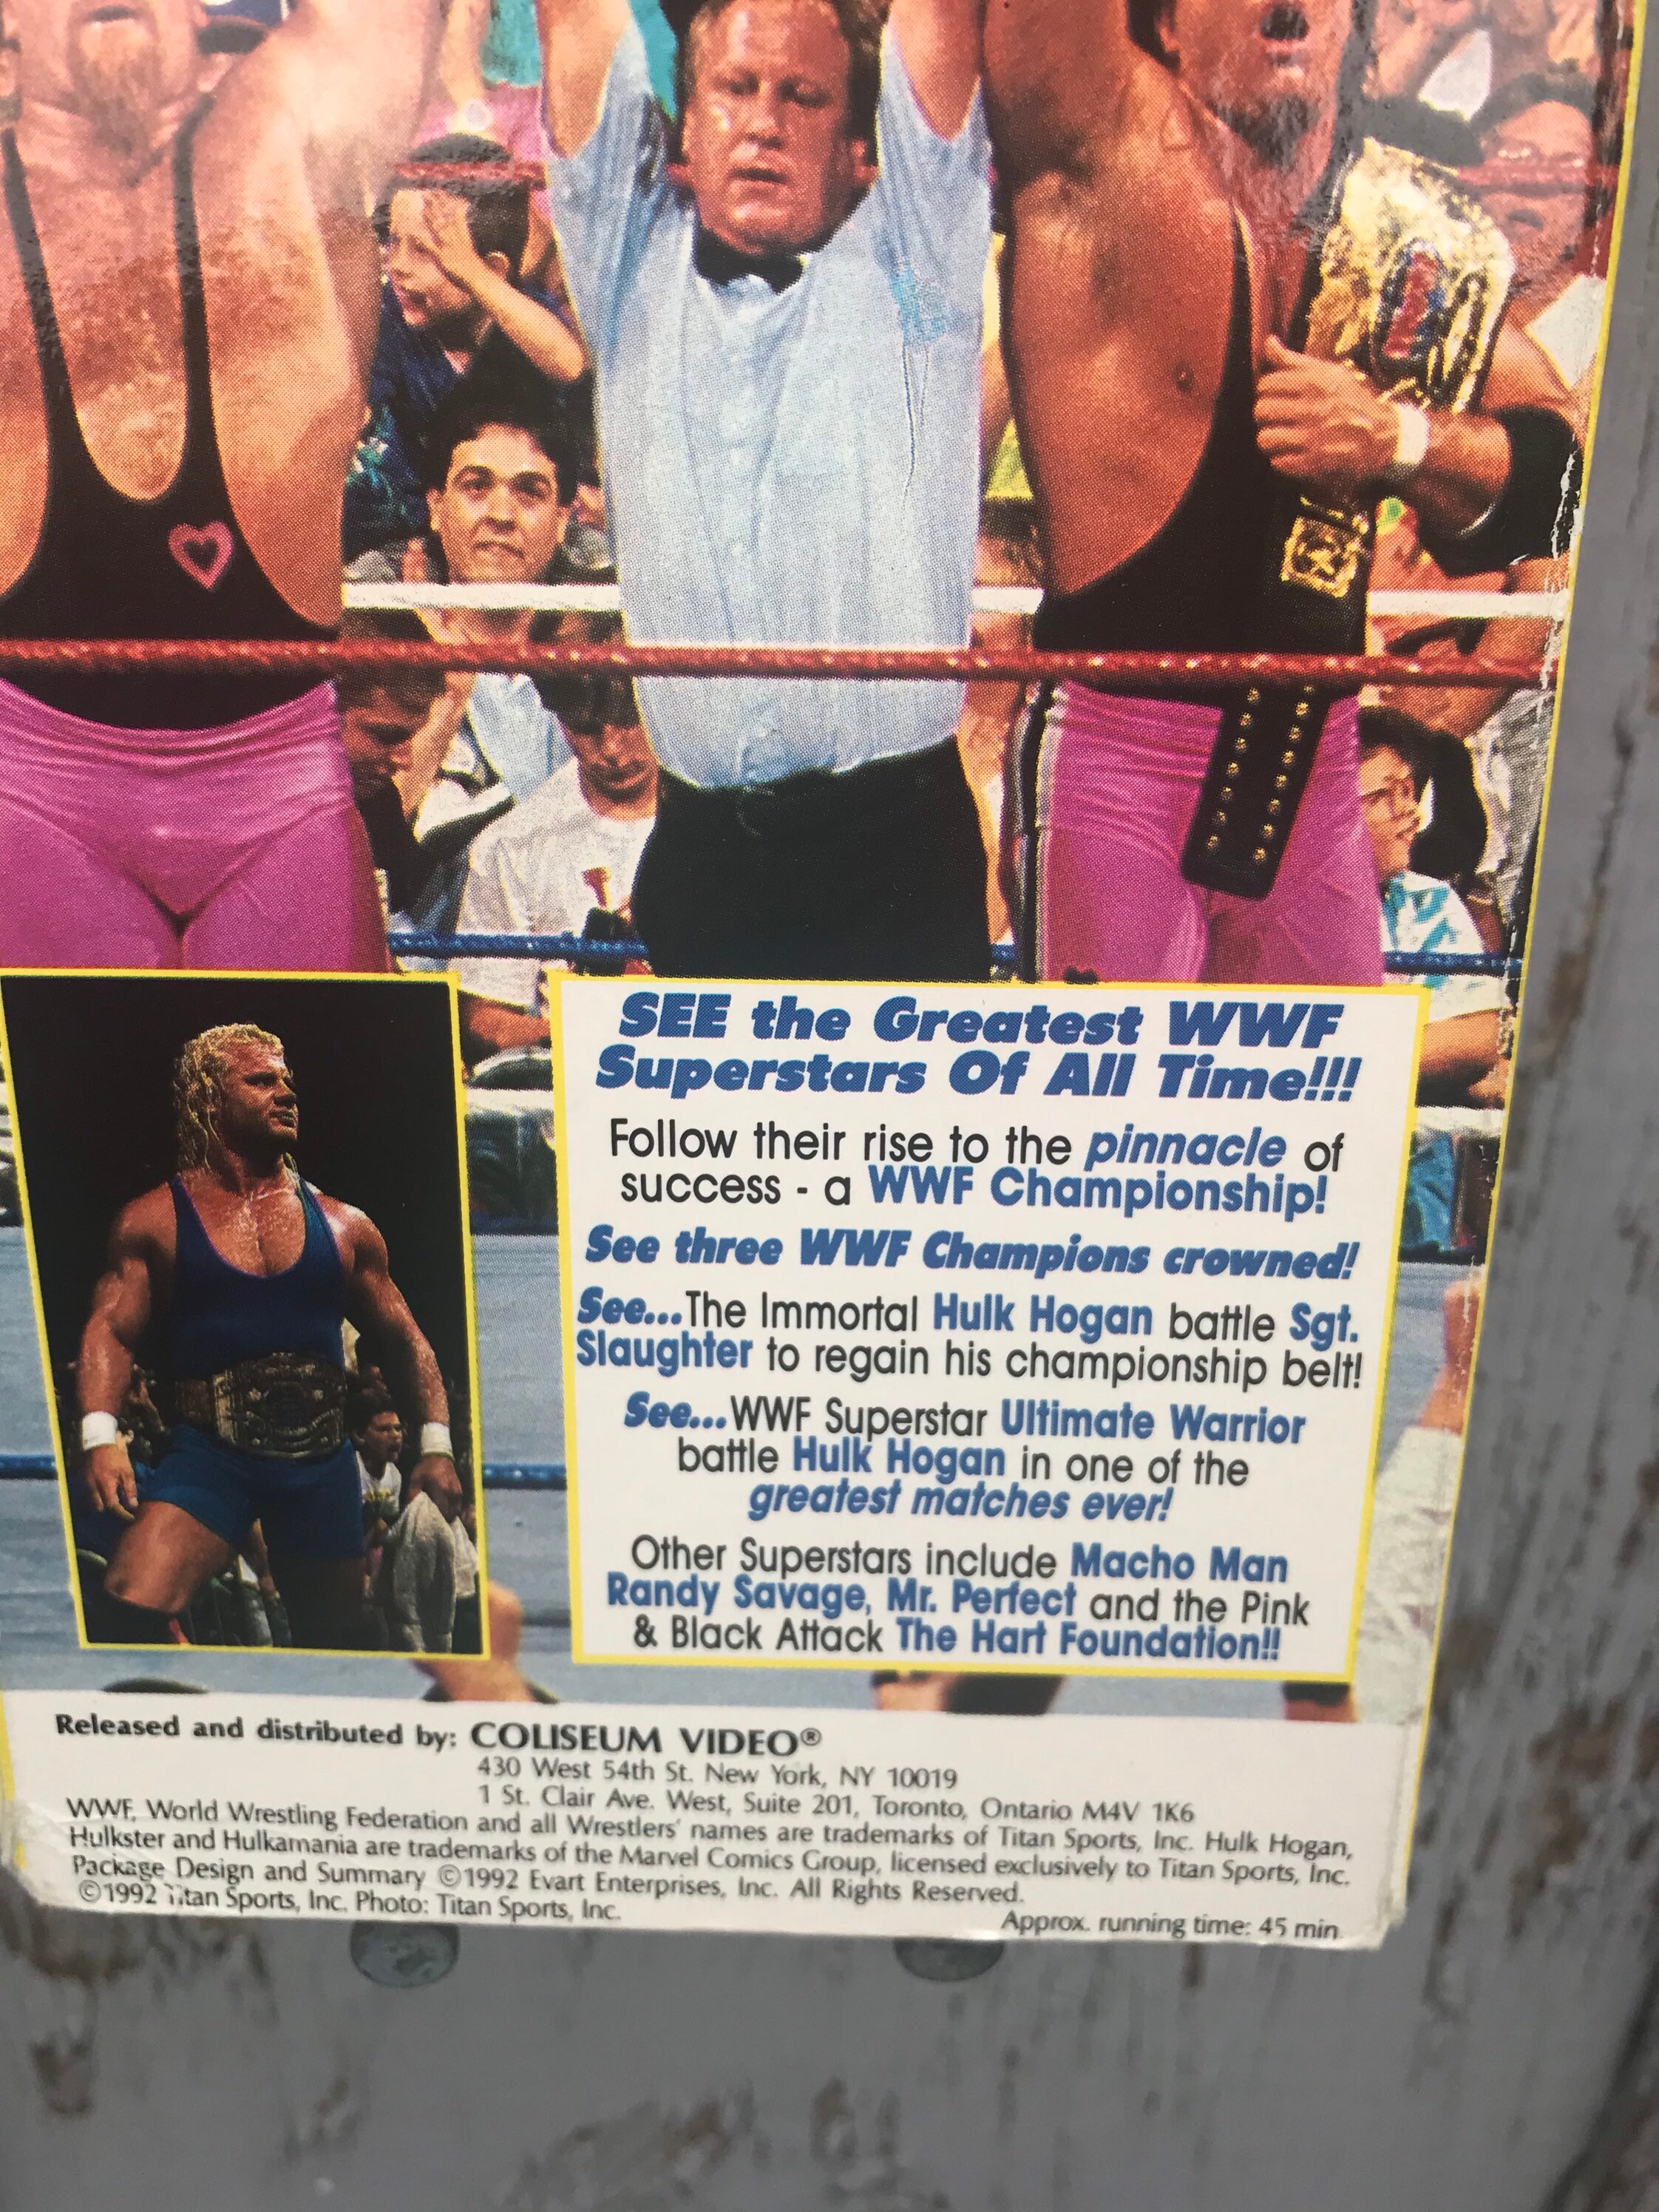 SEE the Greatest WWF
Superstars Of All Time!!!
Follow their rise to the pinnacle of
success - a WWF Championship!
See three WWF Champions crowned!
See...The Immortal Hulk Hogan battle Sgt.
Slaughter to regain his championship belt!
See...WWF Superstar Ultimate Warrior
battle Hulk Hogan in one of the
greatest matches ever!
Other Superstars include Macho Man
Randy Savage, Mr. Perfect and the Pink
& Black Attack The Hart Foundation!!
Released and distributed by: COLISEUM VIDEO®
430 West 54th St. New York, NY 10019
1 St. Clair Ave. West, Suite 201, Toronto, Ontario M4V 1K6
WWF, World Wrestling Federation and all Wrestlers' names are trademarks of Titan Sports, Inc. Hulk Hogan,
Hulkster and Hulkamania are trademarks of the Marvel Comics Group, licensed exclusively to Titan Sports, Inc.
Package Design and Summary ©1992 Evart Enterprises, Inc. All Rights Reserved.
©1992 Titan Sports, Inc. Photo: Titan Sports, Inc.
Approx. running time: 45 min.